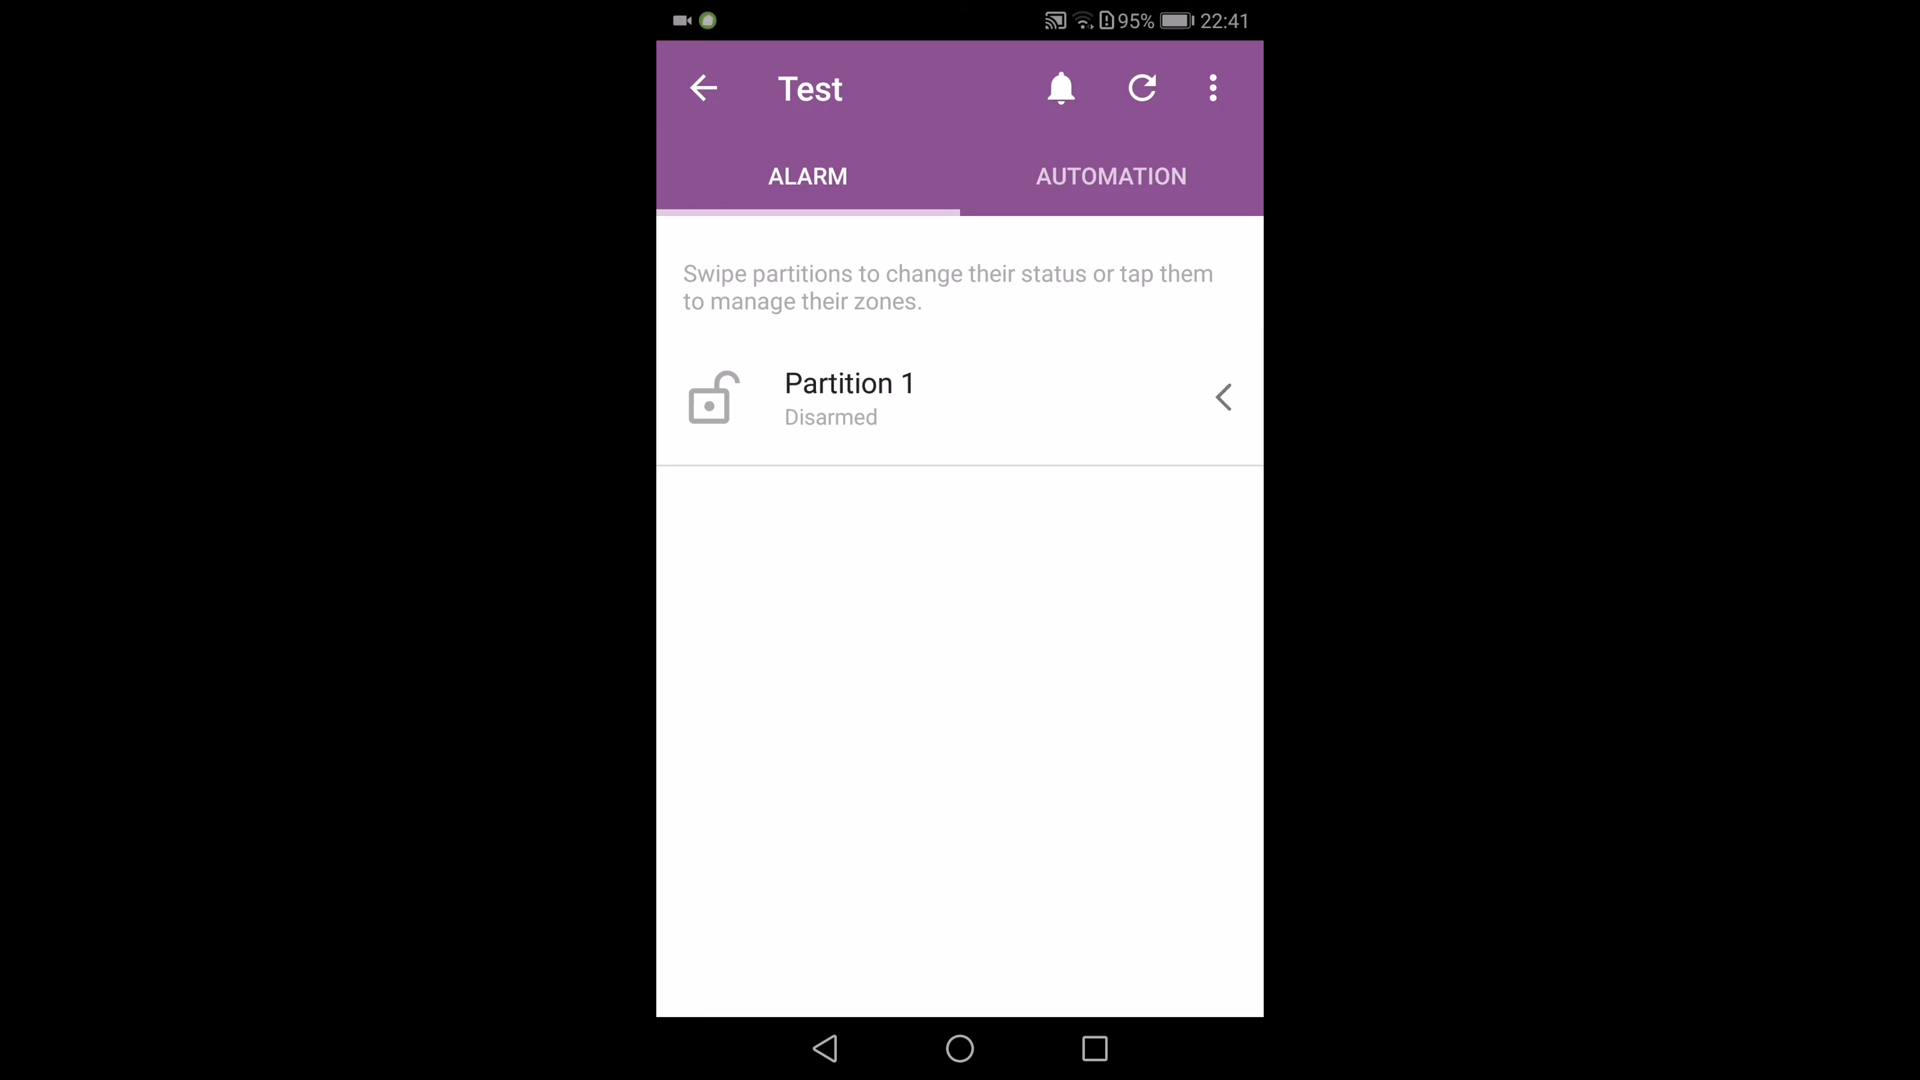 95% 22:41
Test
ALARM AUTOMATION
Swipe partitions to change their status or tap them
to manage their zones.
Partition 1
Disarmed